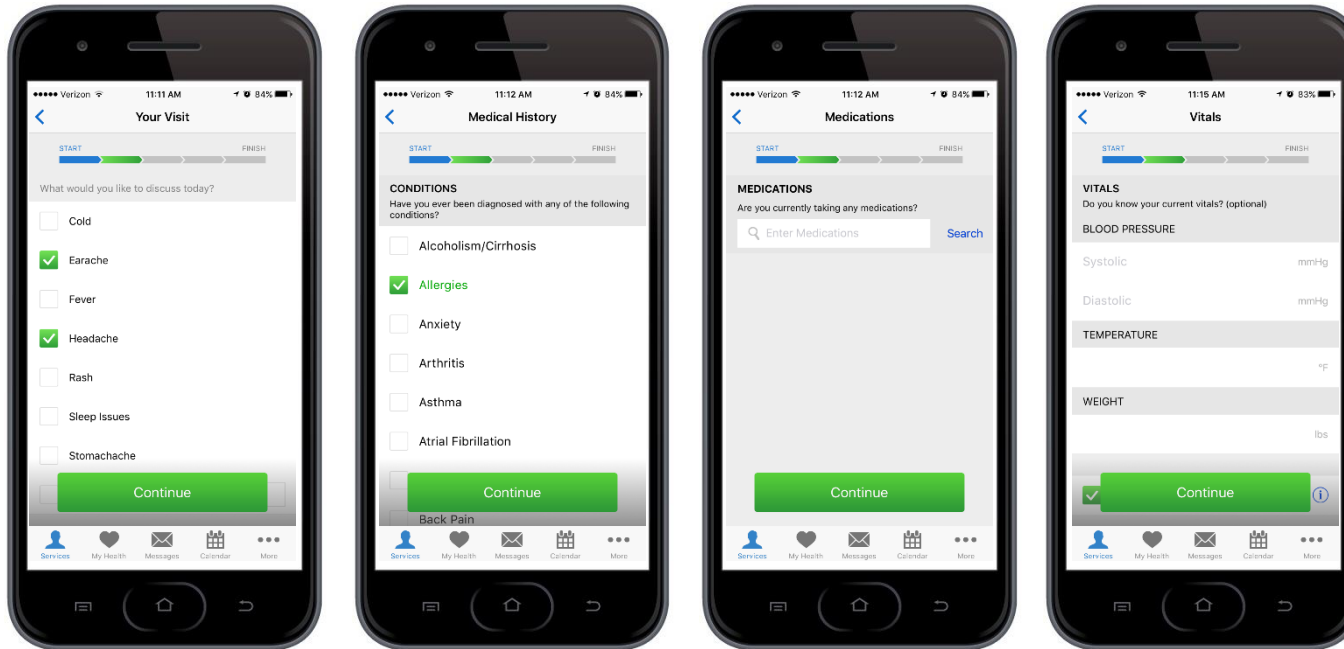 Verizon 11:11 AM 84%
Your Visit
START FINISH
What would you like to discuss today?
Cold
Earache
Fever
Headache
Rash
Sleep Issues
Stomachache
Continue
Services My Health Messages Calendar More
Verizon 11:12 AM 84%
Medical History
START FINISH
CONDITIONS
Have you ever been diagnosed with any of the following
conditions?
Alcoholism/Cirrhosis
Allergies
Anxiety
Arthritis
Asthma
Atrial Fibrillation
Continue
Back Pain
Services My Health Messages Calendar More
Verizon 11:12 AM 84%
Medications
START FINISH
MEDICATIONS
Are you currently taking any medications?
Enter Medications Search
Continue
Services My Health Messages Calendar More
Verizon 11:15 AM 83%
Vitals
START FINISH
VITALS
Do you know your current vitals? (optional)
BLOOD PRESSURE
Systolic mmHg
Diastolic mmHg
TEMPERATURE
°F
WEIGHT
lbs
Continue
Services My Health Messages Calendar More